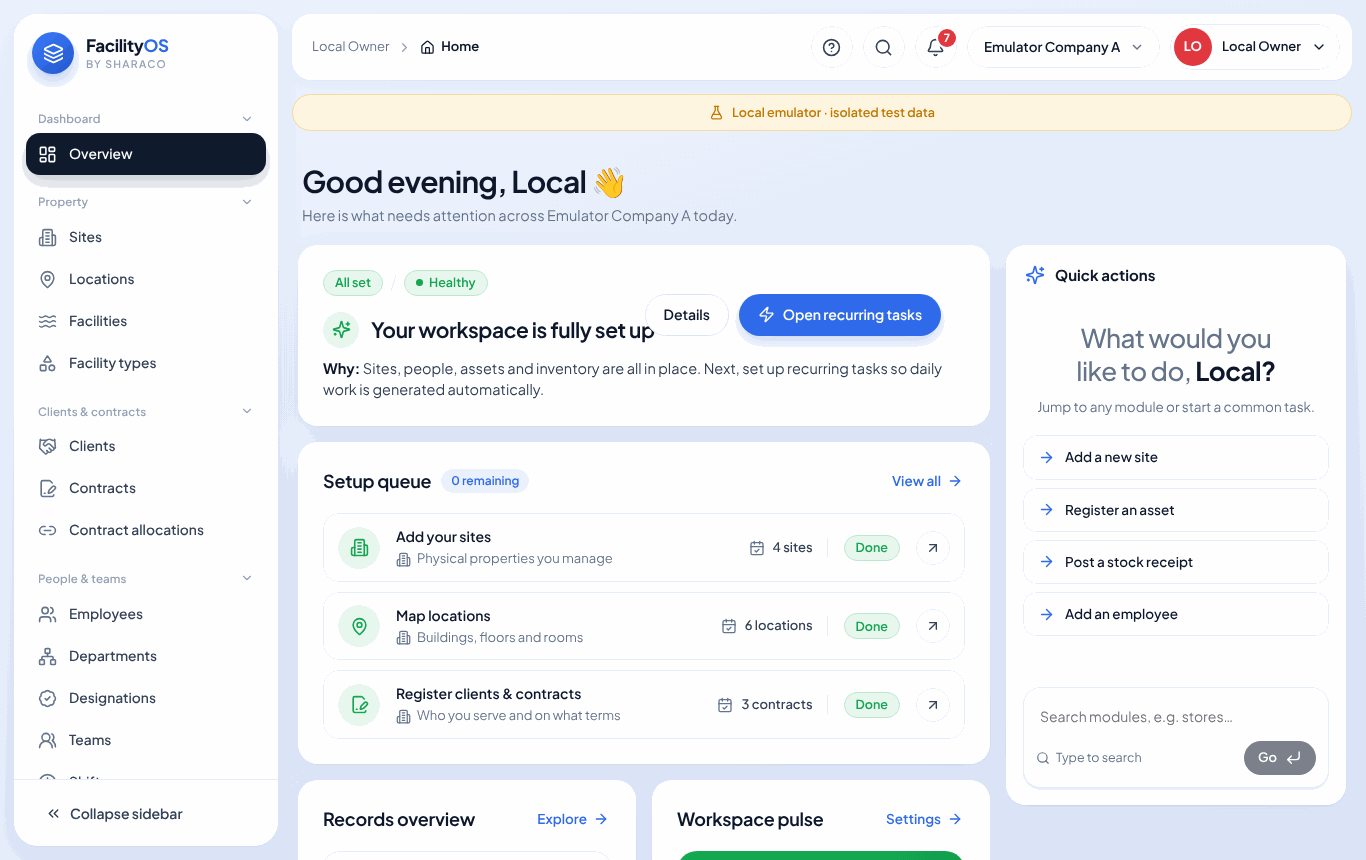 FacilityOS
BY SHARACO
Dashboard
Overview
Property
Sites
Locations
Facilities
Facility types
Clients & contracts
Clients
Contracts
Contract allocations
People & teams
Employees
Departments
Designations
Teams
Collapse sidebar
Local Owner
Home
7
Emulator Company A
LO
Local Owner
Local emulator · isolated test data
Good evening, Local 👋
Here is what needs attention across Emulator Company A today.
All set / Healthy
Your workspace is fully set up
Details
Open recurring tasks
Why: Sites, people, assets and inventory are all in place. Next, set up recurring tasks so daily
work is generated automatically.
Setup queue
0 remaining
View all
Add your sites
Physical properties you manage
4 sites
Done
Map locations
Buildings, floors and rooms
6 locations
Done
Register clients & contracts
Who you serve and on what terms
3 contracts
Done
Records overview
Explore
Workspace pulse
Settings
Quick actions
What would you
like to do, Local?
Jump to any module or start a common task.
Add a new site
Register an asset
Post a stock receipt
Add an employee
Search modules, e.g. stores…
Type to search
Go